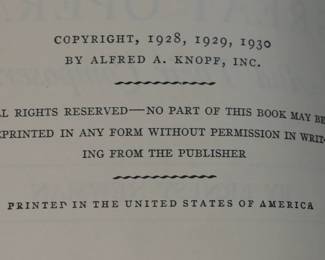 COPYRIGHT, 1928, 1929, 1930
BY ALFRED A. KNOPF, INC.
RIGHTS RESERVED—NO PART OF THIS BOOK MAY BE
REPRINTED IN ANY FORM WITHOUT PERMISSION IN WRIT-
ING FROM THE PUBLISHER
PRINTED IN THE UNITED STATES OF AMERICA